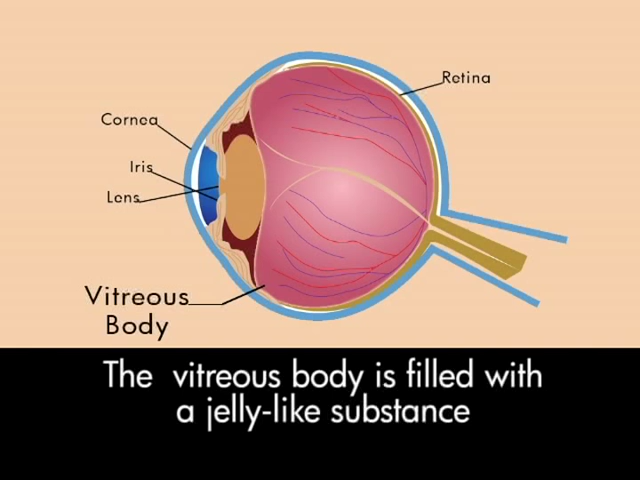 Retina
Cornea
Iris
Lens
Vitreous
Body
The vitreous body is filled with
a jelly-like substance